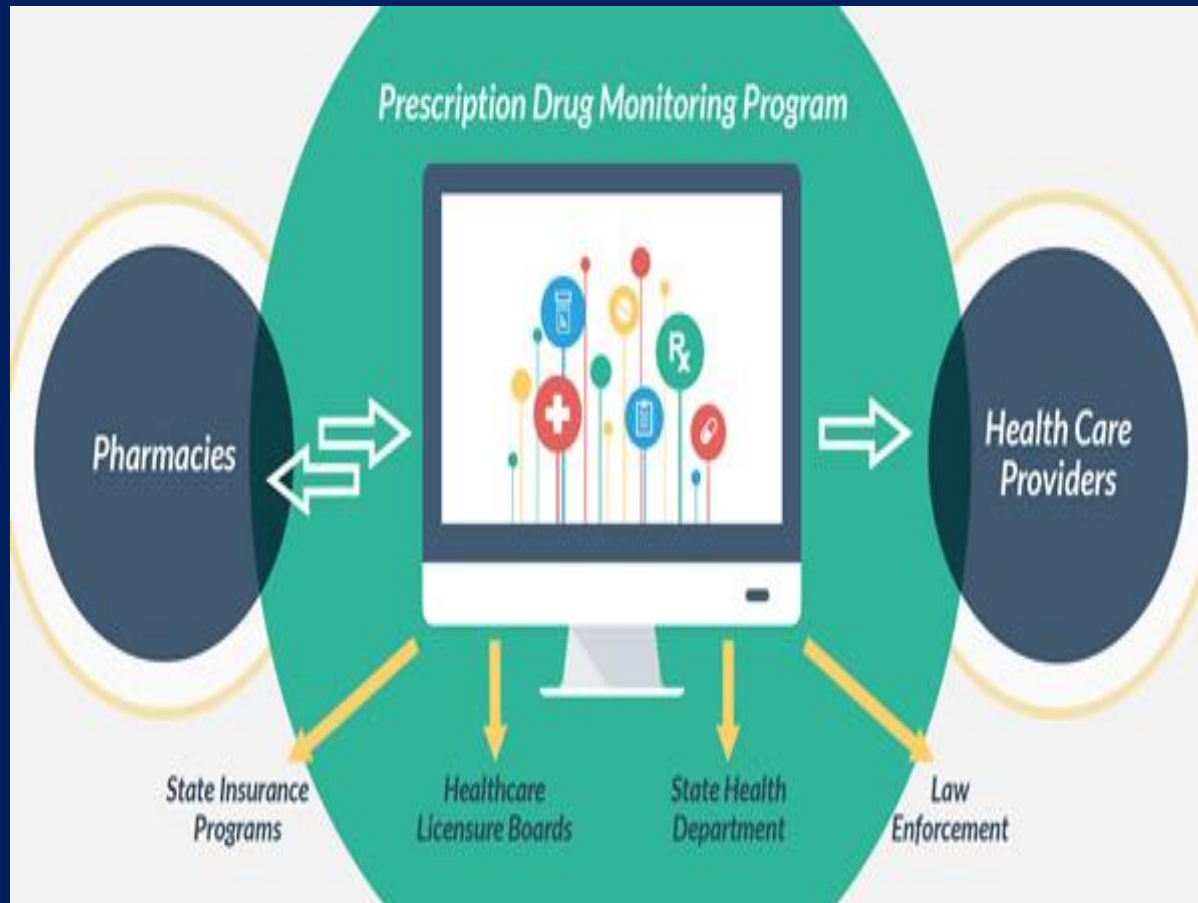 Prescription Drug Monitoring Program
Rx
Pharmacies
Health Care
Providers
State Insurance
Programs
Healthcare
Licensure Boards
State Health
Department
Law
Enforcement